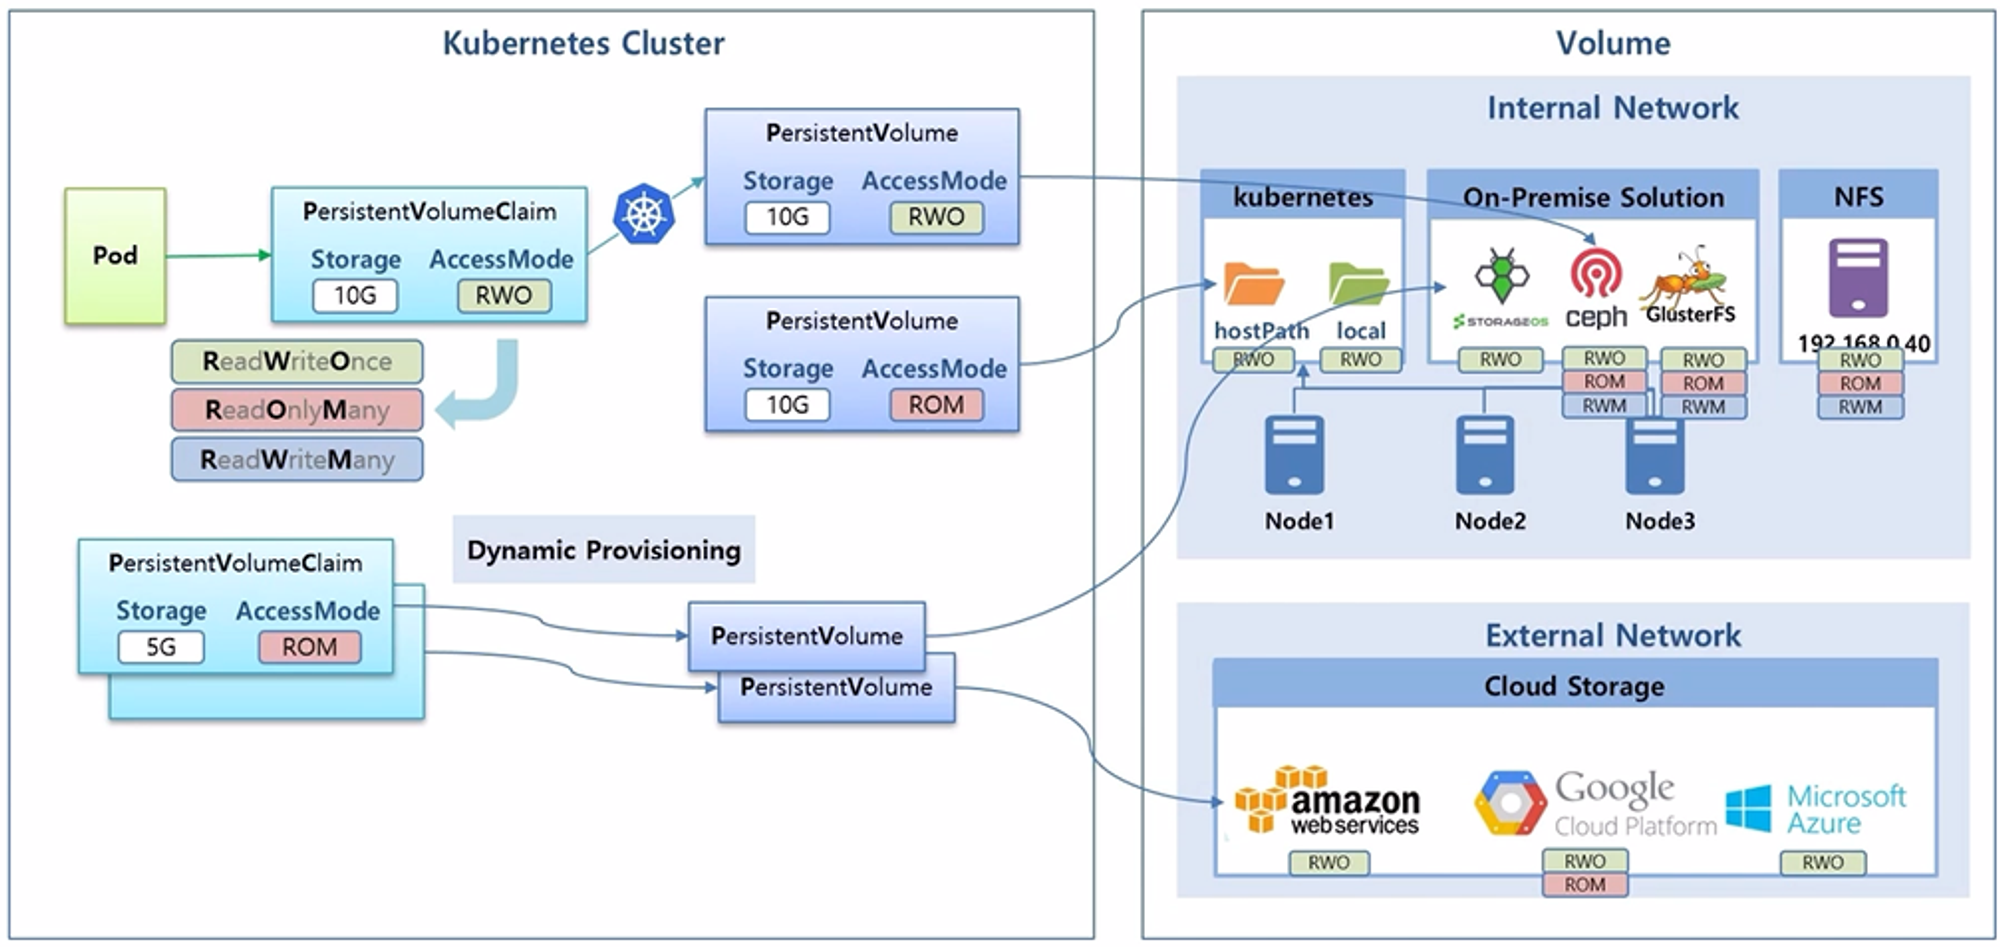 Kubernetes Cluster
Pod
PersistentVolumeClaim
Storage AccessMode
10G RWO
ReadWriteOnce
ReadOnlyMany
ReadWriteMany
PersistentVolume
Storage AccessMode
10G RWO
PersistentVolume
Storage AccessMode
10G ROM
Dynamic Provisioning
PersistentVolumeClaim
Storage AccessMode
5G ROM
PersistentVolume
PersistentVolume
Volume
Internal Network
kubernetes
hostPath local
RWO RWO
On-Premise Solution
STORAGEOS ceph GlusterFS
RWO RWO RWO
ROM ROM
RWM RWM
NFS
192.168.0.40
RWO
ROM
RWM
Node1 Node2 Node3
External Network
Cloud Storage
amazon
webservices
RWO
Google
Cloud Platform
RWO
ROM
Microsoft
Azure
RWO